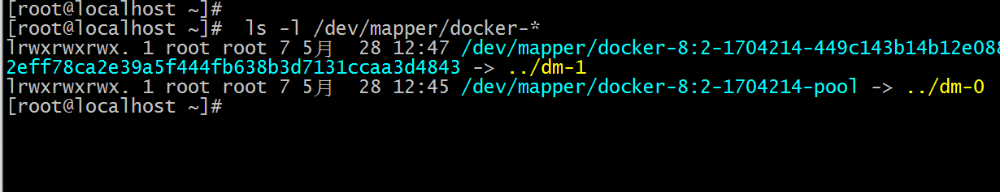 [root@localhost ~]#
[root@localhost ~]#  ls -l /dev/mapper/docker-*
lrwxrwxrwx. 1 root root 7 5月  28 12:47 /dev/mapper/docker-8:2-1704214-449c143b14b12e088
2eff78ca2e39a5f444fb638b3d7131ccaa3d4843 -> ../dm-1
lrwxrwxrwx. 1 root root 7 5月  28 12:45 /dev/mapper/docker-8:2-1704214-pool -> ../dm-0
[root@localhost ~]#